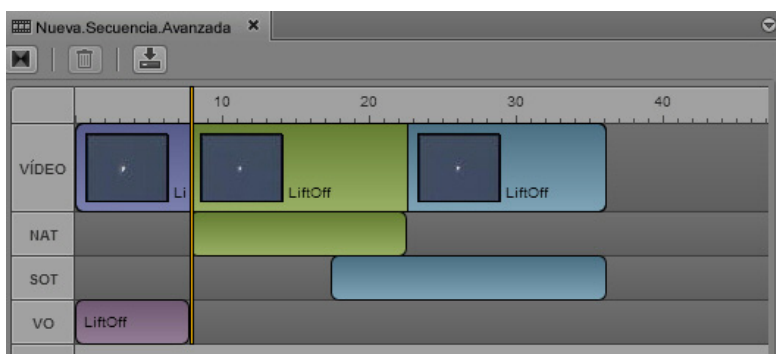 Nueva.Secuencia.Avanzada
10 20 30 40
VÍDEO Li LiftOff LiftOff
NAT
SOT
VO LiftOff